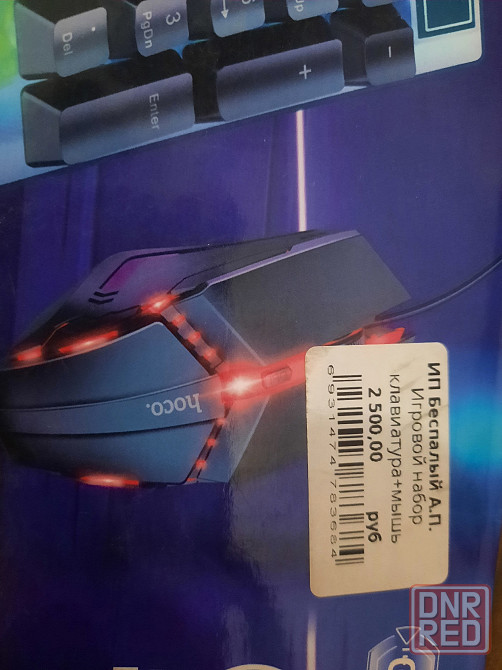 Del
.
3
PgDn
Enter
+
-
hoco.
ИП Беспалый А.П.
Игровой набор
клавиатура+мышь
2 500,00 руб
6931474783684
DNR
RED